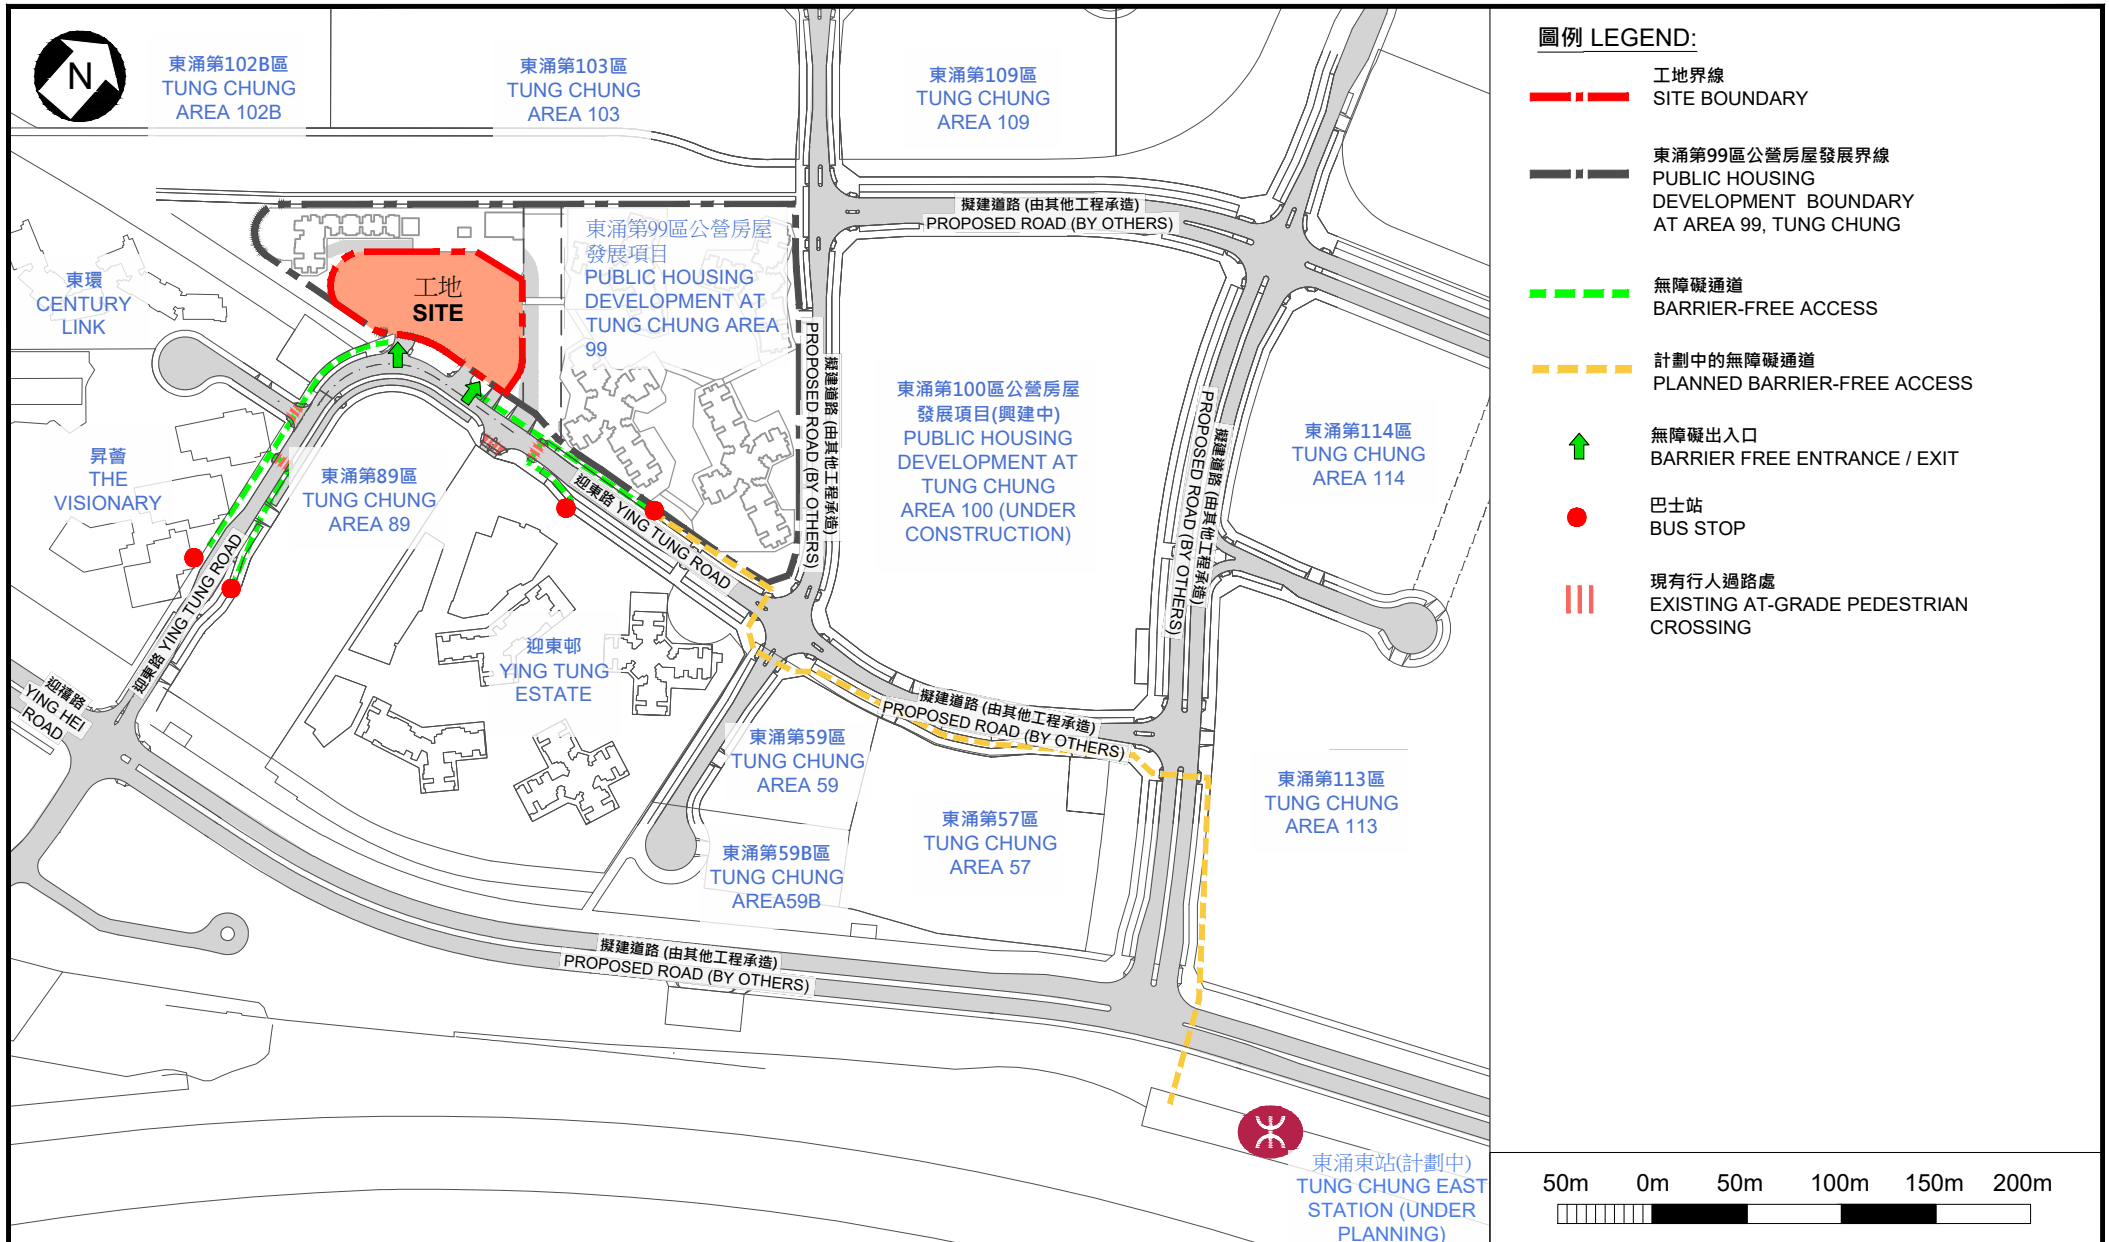 N
東涌第102B區
TUNG CHUNG
AREA 102B
東涌第103區
TUNG CHUNG
AREA 103
東涌第109區
TUNG CHUNG
AREA 109
擬建道路 (由其他工程承造)
PROPOSED ROAD (BY OTHERS)
東涌第99區公營房屋
發展項目
PUBLIC HOUSING
DEVELOPMENT AT
TUNG CHUNG AREA
99
工地
SITE
東環
CENTURY
LINK
擬建道路 (由其他工程承造)
PROPOSED ROAD (BY OTHERS)
東涌第100區公營房屋
發展項目(興建中)
PUBLIC HOUSING
DEVELOPMENT AT
TUNG CHUNG
AREA 100 (UNDER
CONSTRUCTION)
擬建道路 (由其他工程承造)
PROPOSED ROAD (BY OTHERS)
東涌第114區
TUNG CHUNG
AREA 114
昇薈
THE
VISIONARY
東涌第89區
TUNG CHUNG
AREA 89
迎東路 YING TUNG ROAD
迎東路 YING TUNG ROAD
迎禧路
YING HEI
ROAD
迎東邨
YING TUNG
ESTATE
擬建道路 (由其他工程承造)
PROPOSED ROAD (BY OTHERS)
東涌第59區
TUNG CHUNG
AREA 59
東涌第57區
TUNG CHUNG
AREA 57
東涌第113區
TUNG CHUNG
AREA 113
東涌第59B區
TUNG CHUNG
AREA59B
擬建道路 (由其他工程承造)
PROPOSED ROAD (BY OTHERS)
東涌東站(計劃中)
TUNG CHUNG EAST
STATION (UNDER
PLANNING)
圖例 LEGEND:
工地界線
SITE BOUNDARY
東涌第99區公營房屋發展界線
PUBLIC HOUSING
DEVELOPMENT BOUNDARY
AT AREA 99, TUNG CHUNG
無障礙通道
BARRIER-FREE ACCESS
計劃中的無障礙通道
PLANNED BARRIER-FREE ACCESS
無障礙出入口
BARRIER FREE ENTRANCE / EXIT
巴士站
BUS STOP
現有行人過路處
EXISTING AT-GRADE PEDESTRIAN
CROSSING
50m 0m 50m 100m 150m 200m